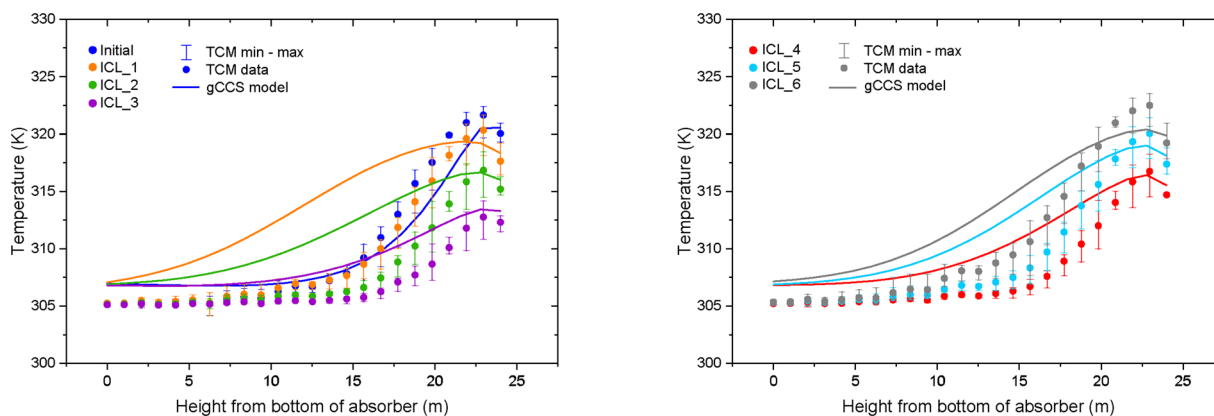 330
325
320
315
310
305
300
Temperature (K)
Initial
ICL_1
ICL_2
ICL_3
TCM min - max
TCM data
gCCS model
0 5 10 15 20 25
Height from bottom of absorber (m)
330
325
320
315
310
305
300
Temperature (K)
ICL_4
ICL_5
ICL_6
TCM min - max
TCM data
gCCS model
0 5 10 15 20 25
Height from bottom of absorber (m)